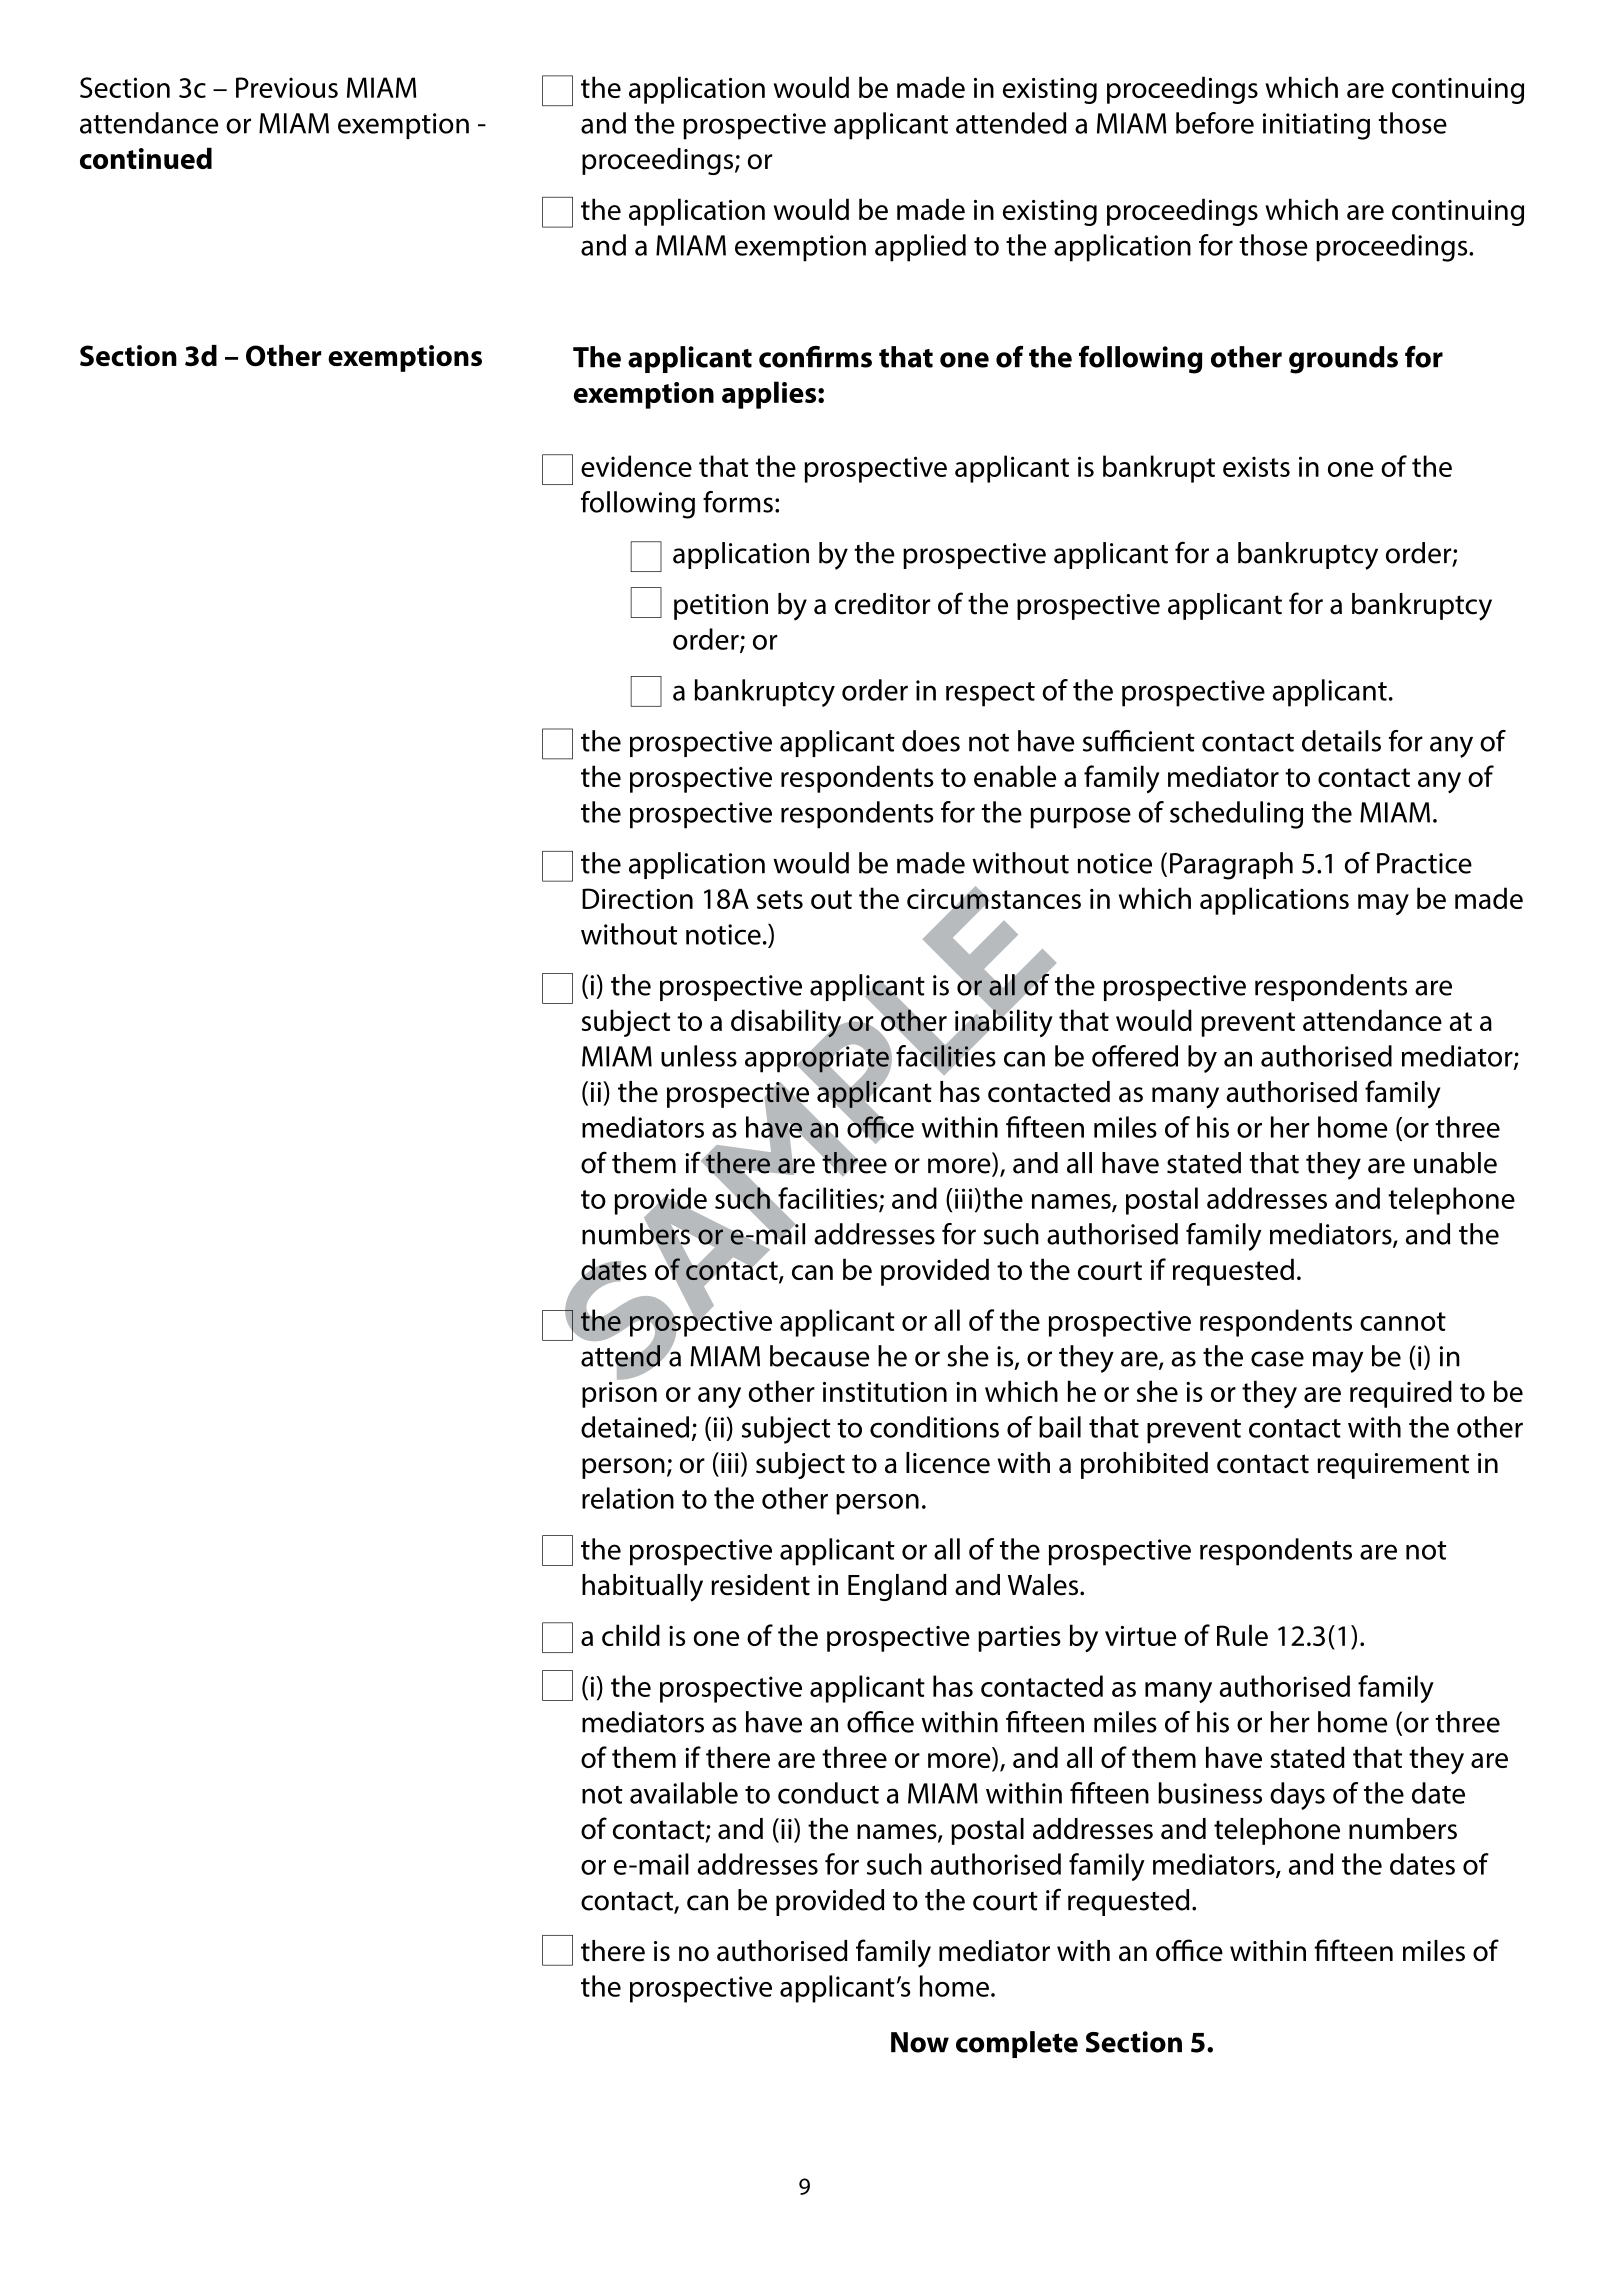 Section 3c – Previous MIAM
attendance or MIAM exemption -
continued
the application would be made in existing proceedings which are continuing
and the prospective applicant attended a MIAM before initiating those
proceedings; or
the application would be made in existing proceedings which are continuing
and a MIAM exemption applied to the application for those proceedings.
Section 3d – Other exemptions
The applicant confirms that one of the following other grounds for
exemption applies:
evidence that the prospective applicant is bankrupt exists in one of the
following forms:
application by the prospective applicant for a bankruptcy order;
petition by a creditor of the prospective applicant for a bankruptcy
order; or
a bankruptcy order in respect of the prospective applicant.
the prospective applicant does not have sufficient contact details for any of
the prospective respondents to enable a family mediator to contact any of
the prospective respondents for the purpose of scheduling the MIAM.
the application would be made without notice (Paragraph 5.1 of Practice
Direction 18A sets out the circumstances in which applications may be made
without notice.)
(i) the prospective applicant is or all of the prospective respondents are
subject to a disability or other inability that would prevent attendance at a
MIAM unless appropriate facilities can be offered by an authorised mediator;
(ii) the prospective applicant has contacted as many authorised family
mediators as have an office within fifteen miles of his or her home (or three
of them if there are three or more), and all have stated that they are unable
to provide such facilities; and (iii)the names, postal addresses and telephone
numbers or e-mail addresses for such authorised family mediators, and the
dates of contact, can be provided to the court if requested.
the prospective applicant or all of the prospective respondents cannot
attend a MIAM because he or she is, or they are, as the case may be (i) in
prison or any other institution in which he or she is or they are required to be
detained; (ii) subject to conditions of bail that prevent contact with the other
person; or (iii) subject to a licence with a prohibited contact requirement in
relation to the other person.
the prospective applicant or all of the prospective respondents are not
habitually resident in England and Wales.
a child is one of the prospective parties by virtue of Rule 12.3(1).
(i) the prospective applicant has contacted as many authorised family
mediators as have an office within fifteen miles of his or her home (or three
of them if there are three or more), and all of them have stated that they are
not available to conduct a MIAM within fifteen business days of the date
of contact; and (ii) the names, postal addresses and telephone numbers
or e-mail addresses for such authorised family mediators, and the dates of
contact, can be provided to the court if requested.
there is no authorised family mediator with an office within fifteen miles of
the prospective applicant’s home.
Now complete Section 5.
SAMPLE
9